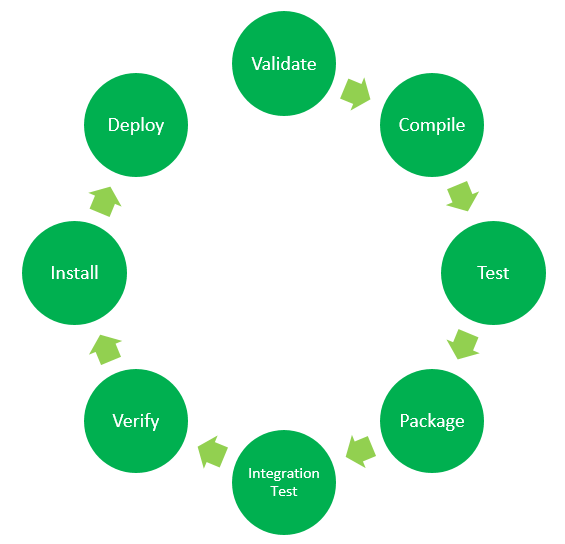 Validate
Compile
Test
Package
Integration
Test
Verify
Install
Deploy